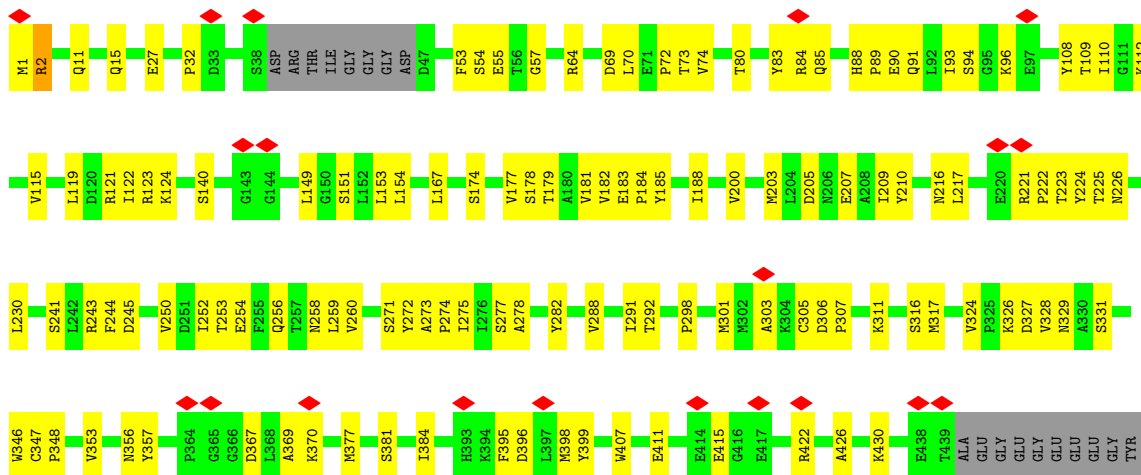 M1 R2 Q11 Q15 E27 P32 D33 S38 ASP ARG THR ILE GLY GLY GLY ASP D47 F53 S54 E55 T56 G57 R64 D69 L70 E71 P72 T73 V74 T80 Y83 R84 Q85 H88 P89 E90 Q91 L92 I93 S94 G95 K96 E97 Y108 T109 I110 G111 K112
V115 L119 D120 R121 I122 R123 K124 S140 G143 G144 L149 G150 S151 L152 L153 L154 L167 S174 V177 S178 T179 A180 V181 V182 E183 P184 Y185 I188 V200 M203 L204 D205 N206 E207 A208 I209 Y210 N216 L217 E220 R221 P222 T223 Y224 T225 N226
L230 S241 L242 R243 F244 D245 V250 D251 I252 T253 E254 F255 Q256 T257 N258 L259 V260 S271 Y272 A273 P274 I275 I276 S277 A278 Y282 V288 I291 T292 P298 M301 M302 A303 K304 C305 D306 P307 K311 S316 M317 V324 P325 K326 D327 V328 N329 A330 S331
W346 C347 P348 V353 N356 Y357 P364 G365 G366 D367 L368 A369 K370 M377 S381 I384 H393 K394 F395 D396 L397 M398 Y399 W407 E411 E414 E415 G416 E417 R422 A426 K430 E438 T439 ALA GLU GLY GLU GLY GLU GLU GLU GLY TYR